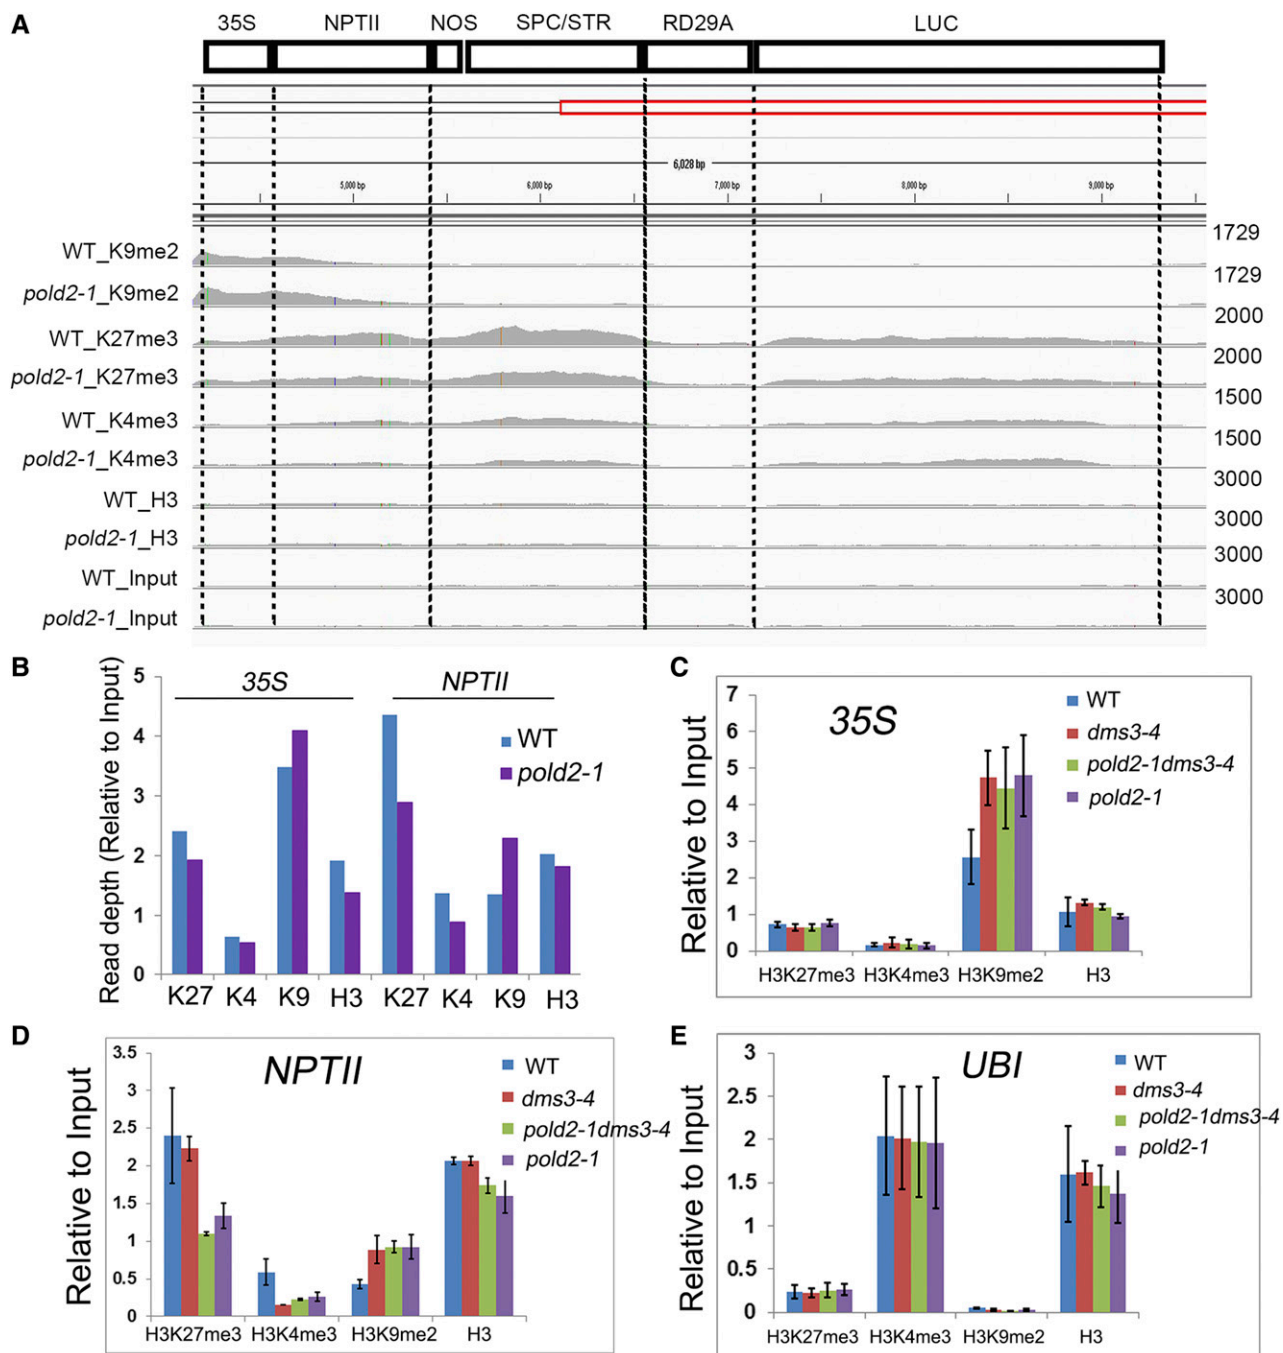 A
35S NPTII NOS SPC/STR RD29A LUC
6,028 bp
5,000 bp 6,000 bp 7,000 bp 8,000 bp 9,000 bp
WT_K9me2 1729
pold2-1_K9me2 1729
WT_K27me3 2000
pold2-1_K27me3 2000
WT_K4me3 1500
pold2-1_K4me3 1500
WT_H3 3000
pold2-1_H3 3000
WT_Input 3000
pold2-1_Input 3000
B
Read depth (Relative to Input)
5
4
3
2
1
0
35S NPTII
WT
pold2-1
K27 K4 K9 H3 K27 K4 K9 H3
C
Relative to Input
7
6
5
4
3
2
1
0
35S
WT
dms3-4
pold2-1dms3-4
pold2-1
H3K27me3 H3K4me3 H3K9me2 H3
D
Relative to Input
3.5
3
2.5
2
1.5
1
0.5
0
NPTII
WT
dms3-4
pold2-1dms3-4
pold2-1
H3K27me3 H3K4me3 H3K9me2 H3
E
Relative to Input
3
2.5
2
1.5
1
0.5
0
UBI
WT
dms3-4
pold2-1dms3-4
pold2-1
H3K27me3 H3K4me3 H3K9me2 H3